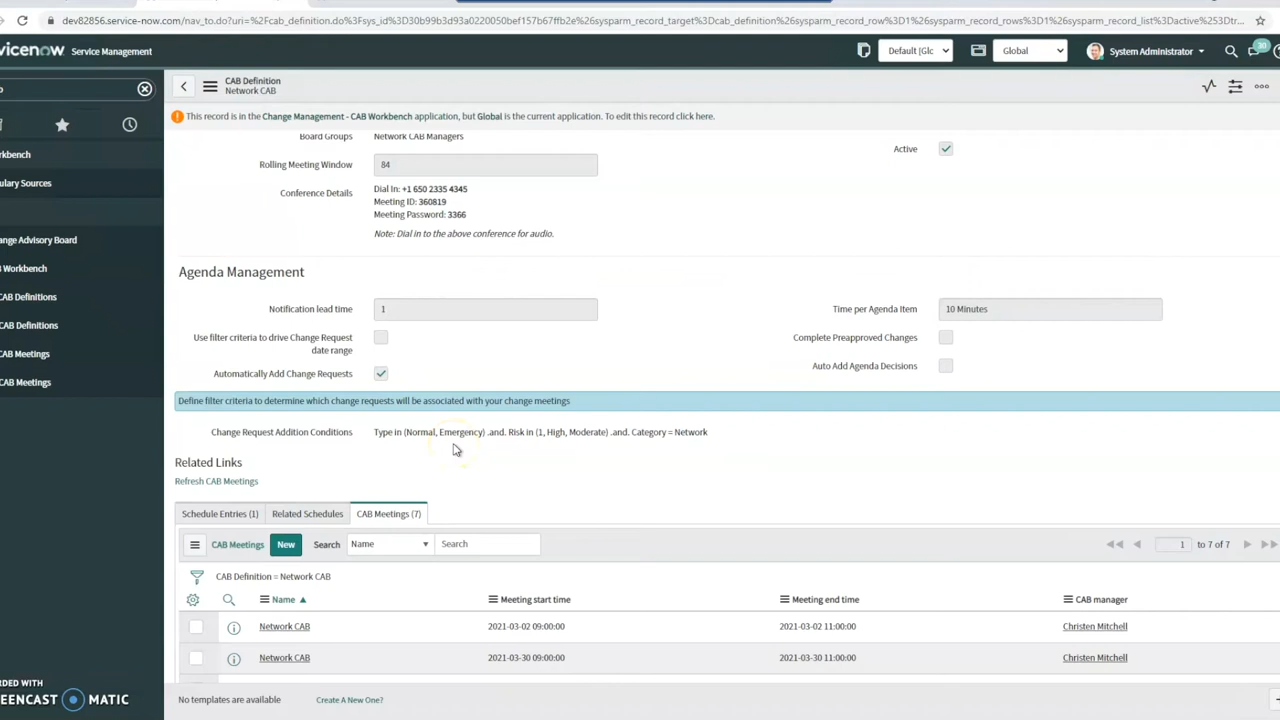 dev82856.service-now.com/nav_to.do?uri=%2Fcab_definition.do%3Fsys_id%3D30b99b3d93a0220050bef157b67ffb2e%26sysparm_record_target%3Dcab_definition%26sysparm_record_row%3D1%26sysparm_record_rows%3D1%26sysparm_record_list%3Dactive%253Dtr...
vicenow Service Management
Default [Glc
Global
System Administrator
30
CAB Definition
Network CAB
This record is in the Change Management - CAB Workbench application, but Global is the current application. To edit this record click here.
rkbench
ulary Sources
ange Advisory Board
Workbench
CAB Definitions
CAB Definitions
CAB Meetings
CAB Meetings
Board Groups Network CAB Managers
Active
Rolling Meeting Window 84
Conference Details Dial In: +1 650 2335 4345
Meeting ID: 360819
Meeting Password: 3366
Note: Dial in to the above conference for audio.
Agenda Management
Notification lead time 1
Time per Agenda Item 10 Minutes
Use filter criteria to drive Change Request
date range
Complete Preapproved Changes
Automatically Add Change Requests
Auto Add Agenda Decisions
Define filter criteria to determine which change requests will be associated with your change meetings
Change Request Addition Conditions Type in (Normal, Emergency) .and. Risk in (1, High, Moderate) .and. Category = Network
Related Links
Refresh CAB Meetings
Schedule Entries (1) Related Schedules CAB Meetings (7)
CAB Meetings New Search Name Search 1 to 7 of 7
CAB Definition = Network CAB
Name Meeting start time Meeting end time CAB manager
Network CAB 2021-03-02 09:00:00 2021-03-02 11:00:00 Christen Mitchell
Network CAB 2021-03-30 09:00:00 2021-03-30 11:00:00 Christen Mitchell
No templates are available Create A New One?
RDED WITH
EENCAST MATIC